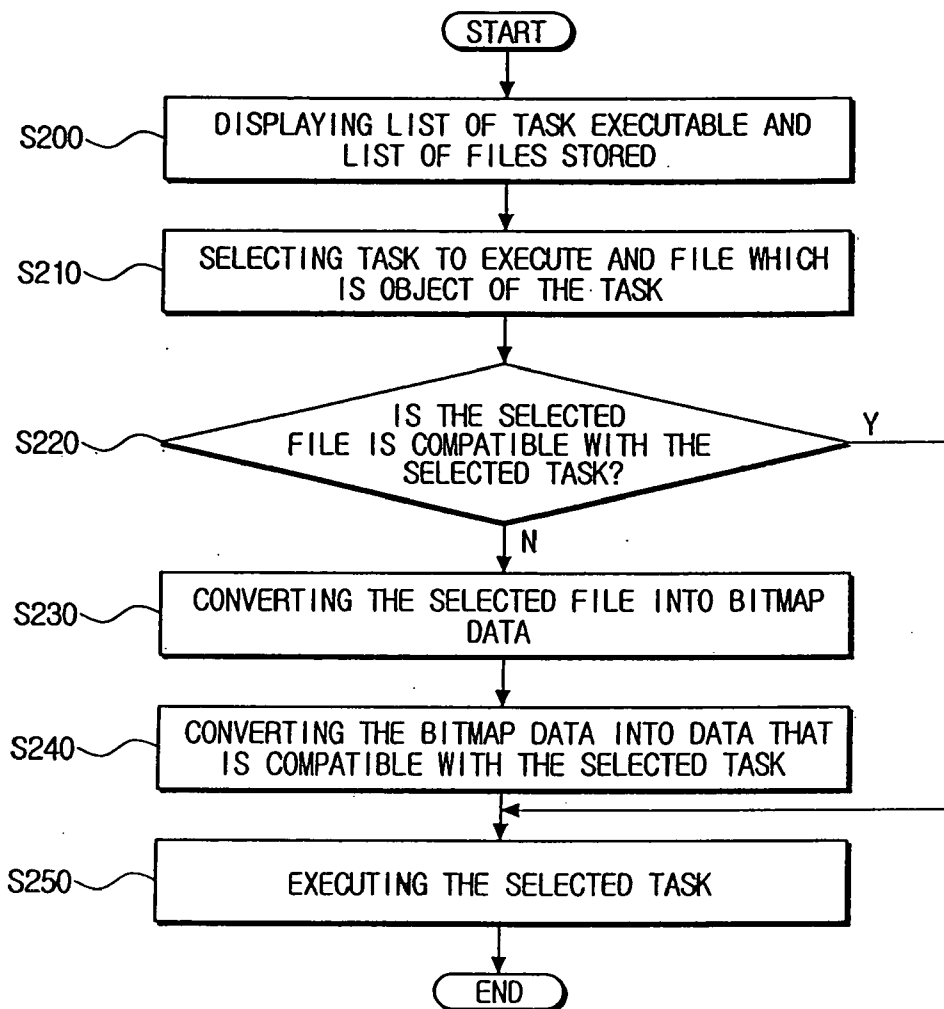 START
S200
DISPLAYING LIST OF TASK EXECUTABLE AND
LIST OF FILES STORED
S210
SELECTING TASK TO EXECUTE AND FILE WHICH
IS OBJECT OF THE TASK
S220
IS THE SELECTED
FILE IS COMPATIBLE WITH THE
SELECTED TASK?
Y
N
S230
CONVERTING THE SELECTED FILE INTO BITMAP
DATA
S240
CONVERTING THE BITMAP DATA INTO DATA THAT
IS COMPATIBLE WITH THE SELECTED TASK
S250
EXECUTING THE SELECTED TASK
END